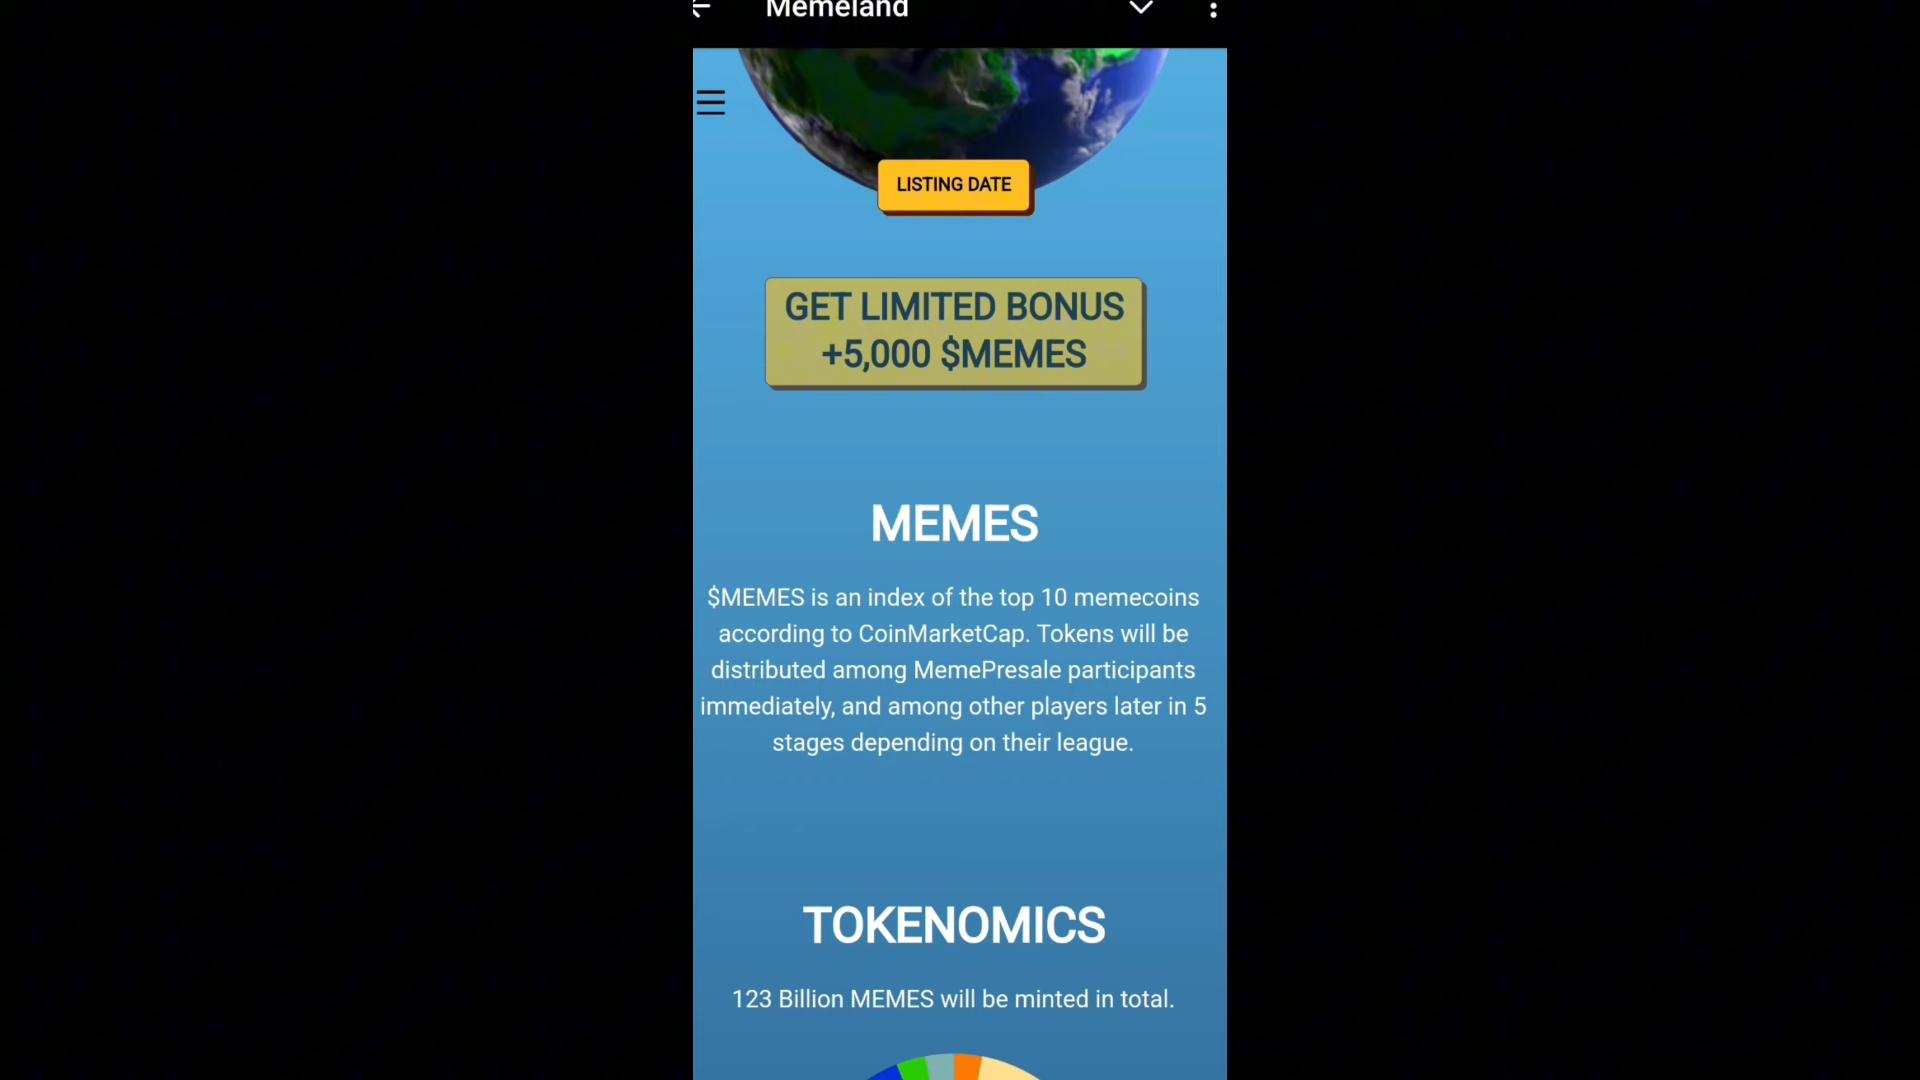 Memeland
LISTING DATE
GET LIMITED BONUS
+5,000 $MEMES
MEMES
$MEMES is an index of the top 10 memecoins
according to CoinMarketCap. Tokens will be
distributed among MemePresale participants
immediately, and among other players later in 5
stages depending on their league.
TOKENOMICS
123 Billion MEMES will be minted in total.